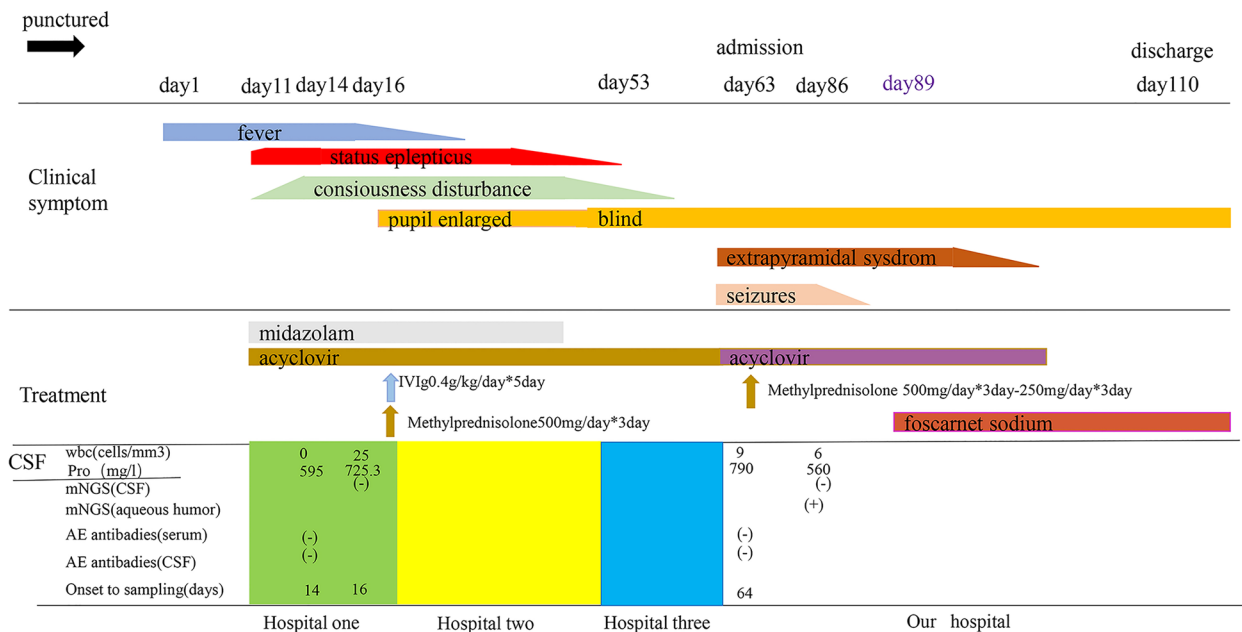 punctured
admission
discharge
day1 day11 day14 day16 day53 day63 day86 day89 day110
fever
status eplepticus
Clinical
symptom
consiousness disturbance
pupil enlarged blind
extrapyramidal sysdrom
seizures
midazolam
acyclovir acyclovir
Treatment
IVIg0.4g/kg/day*5day
Methylprednisolone 500mg/day*3day-250mg/day*3day
Methylprednisolone500mg/day*3day
foscarnet sodium
CSF
wbc(cells/mm3) 0 25 9 6
Pro (mg/l) 595 725.3 790 560
mNGS(CSF) (-) (-)
mNGS(aqueous humor) (+)
AE antibadies(serum) (-) (-)
AE antibadies(CSF) (-) (-)
Onset to sampling(days) 14 16 64
Hospital one Hospital two Hospital three Our hospital